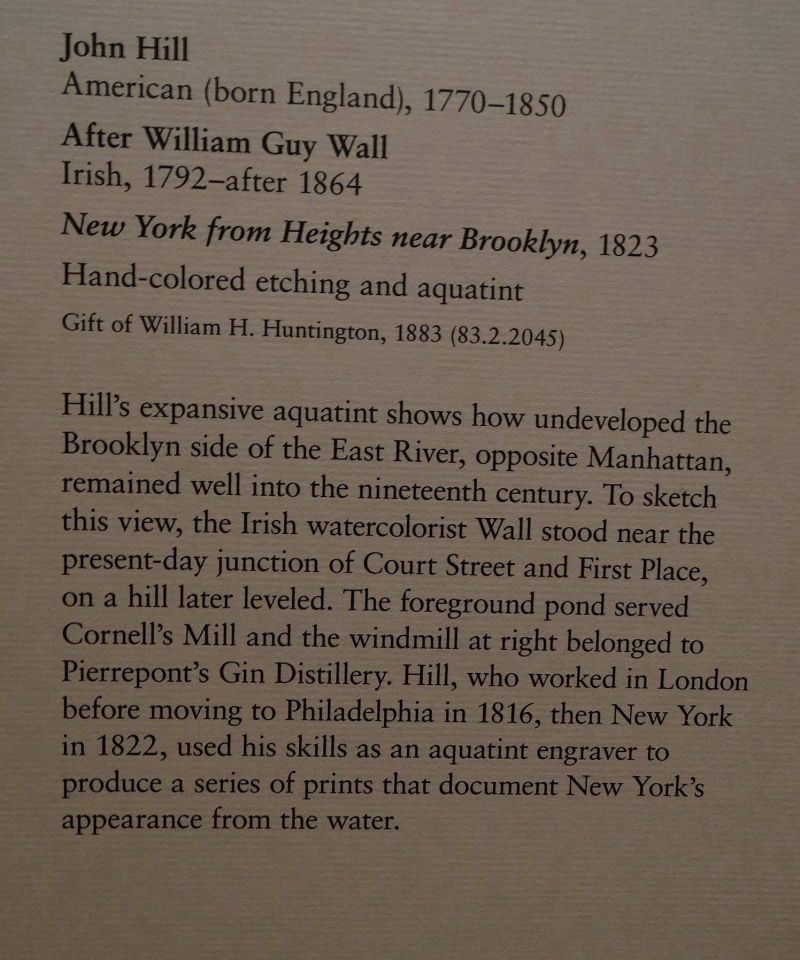 John Hill
American (born England), 1770–1850
After William Guy Wall
Irish, 1792–after 1864
New York from Heights near Brooklyn, 1823
Hand-colored etching and aquatint
Gift of William H. Huntington, 1883 (83.2.2045)
Hill's expansive aquatint shows how undeveloped the
Brooklyn side of the East River, opposite Manhattan,
remained well into the nineteenth century. To sketch
this view, the Irish watercolorist Wall stood near the
present-day junction of Court Street and First Place,
on a hill later leveled. The foreground pond served
Cornell's Mill and the windmill at right belonged to
Pierrepont's Gin Distillery. Hill, who worked in London
before moving to Philadelphia in 1816, then New York
in 1822, used his skills as an aquatint engraver to
produce a series of prints that document New York's
appearance from the water.